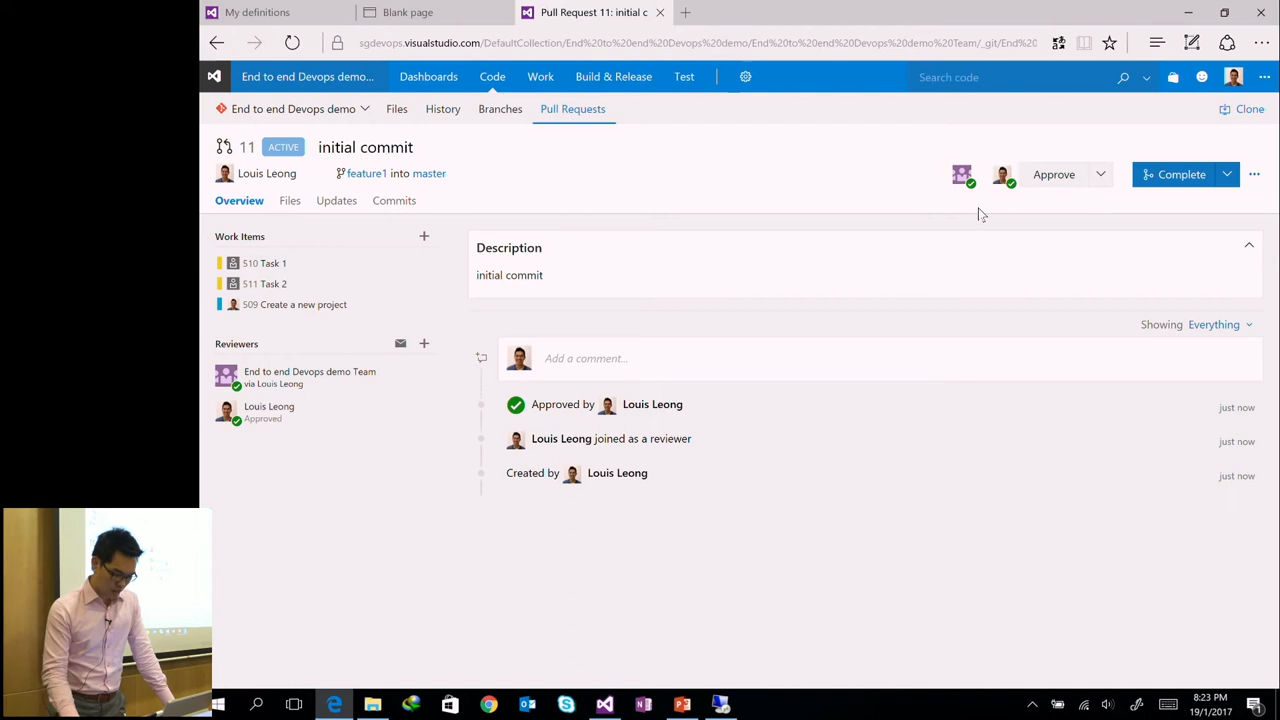 My definitions
Blank page
Pull Request 11: initial c
sgdevops.visualstudio.com/DefaultCollection/End%20to%20end%20Devops%20demo/End%20to%20end%20Devops%20demo%20Team/_git/End%20
End to end Devops demo...
Dashboards
Code
Work
Build & Release
Test
Search code
End to end Devops demo
Files
History
Branches
Pull Requests
Clone
11
ACTIVE
initial commit
Louis Leong
feature1 into master
Approve
Complete
Overview
Files
Updates
Commits
Work Items
510 Task 1
511 Task 2
509 Create a new project
Reviewers
End to end Devops demo Team
via Louis Leong
Louis Leong
Approved
Description
initial commit
Showing Everything
Add a comment...
Approved by Louis Leong
just now
Louis Leong joined as a reviewer
just now
Created by Louis Leong
just now
8:23 PM
19/1/2017